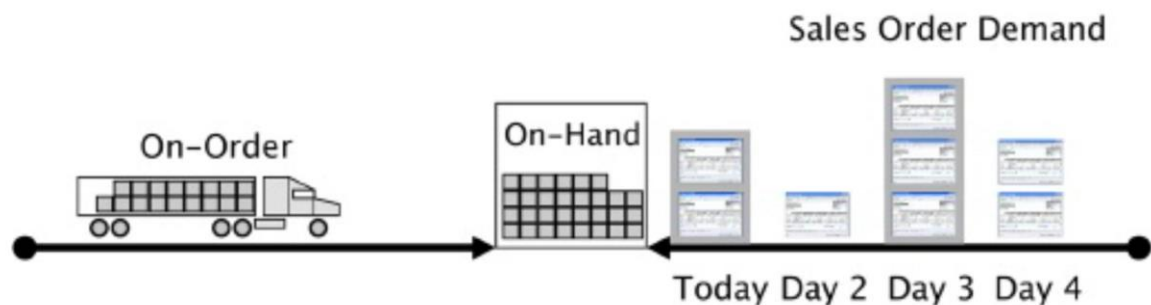 Sales Order Demand
On-Order
On-Hand
Today Day 2 Day 3 Day 4